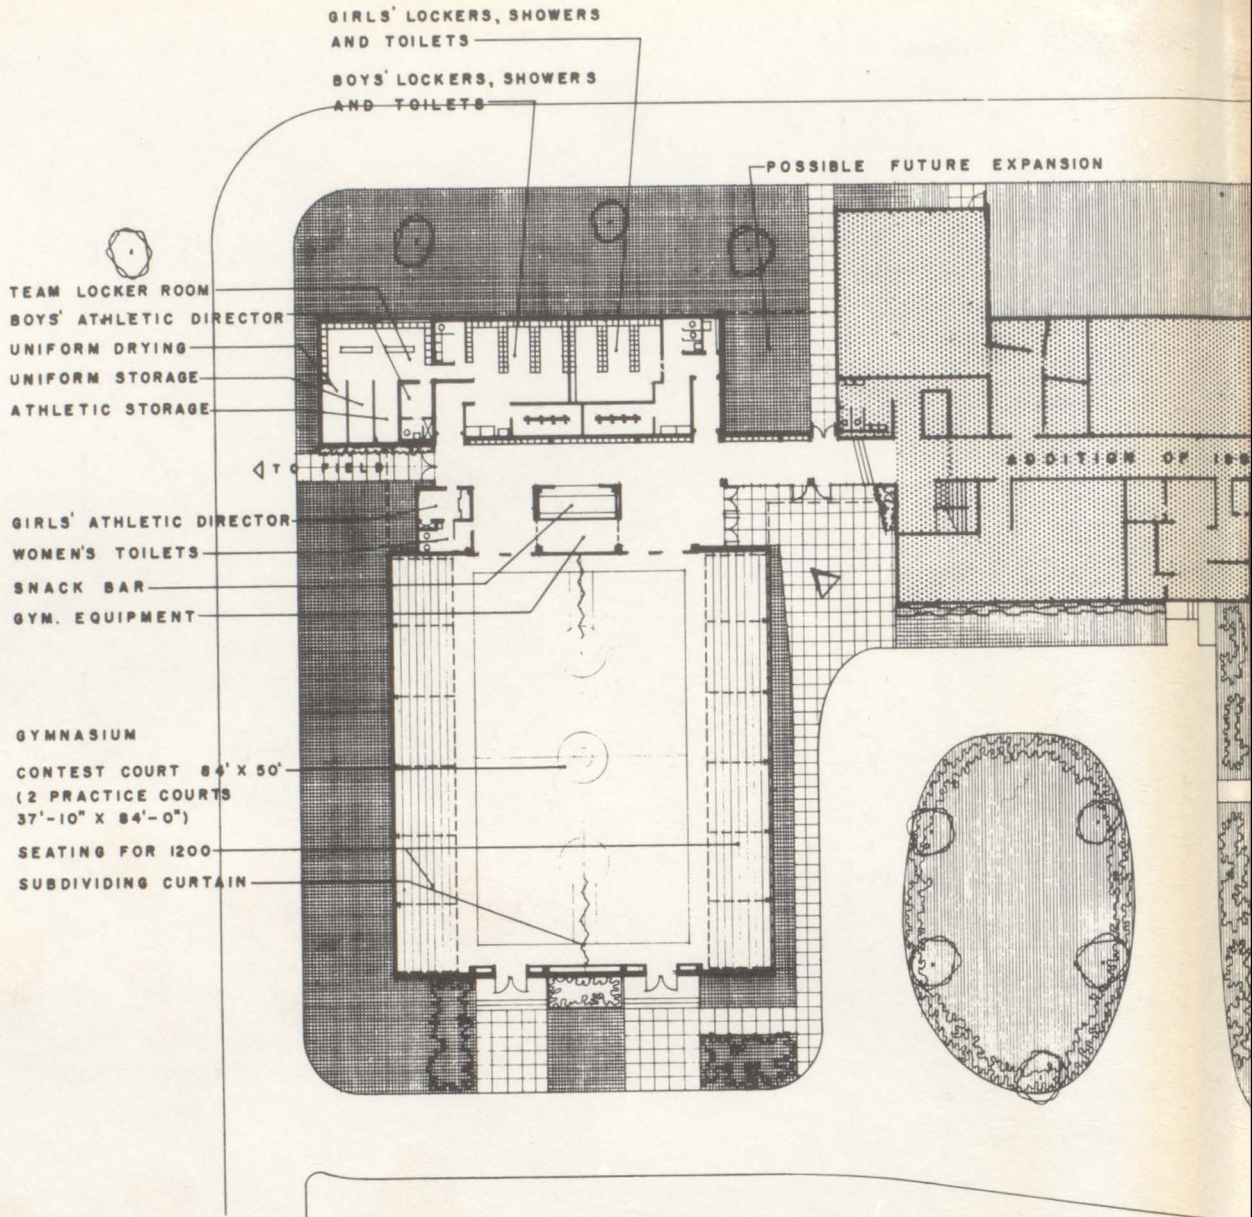 GIRLS' LOCKERS, SHOWERS
AND TOILETS
BOYS' LOCKERS, SHOWERS
AND TOILETS
POSSIBLE FUTURE EXPANSION
TEAM LOCKER ROOM
BOYS' ATHLETIC DIRECTOR
UNIFORM DRYING
UNIFORM STORAGE
ATHLETIC STORAGE
TO FIELD
ADDITION OF
GIRLS' ATHLETIC DIRECTOR
WOMEN'S TOILETS
SNACK BAR
GYM. EQUIPMENT
GYMNASIUM
CONTEST COURT 84' X 50'
(2 PRACTICE COURTS
37'-10" X 84'-0")
SEATING FOR 1200
SUBDIVIDING CURTAIN